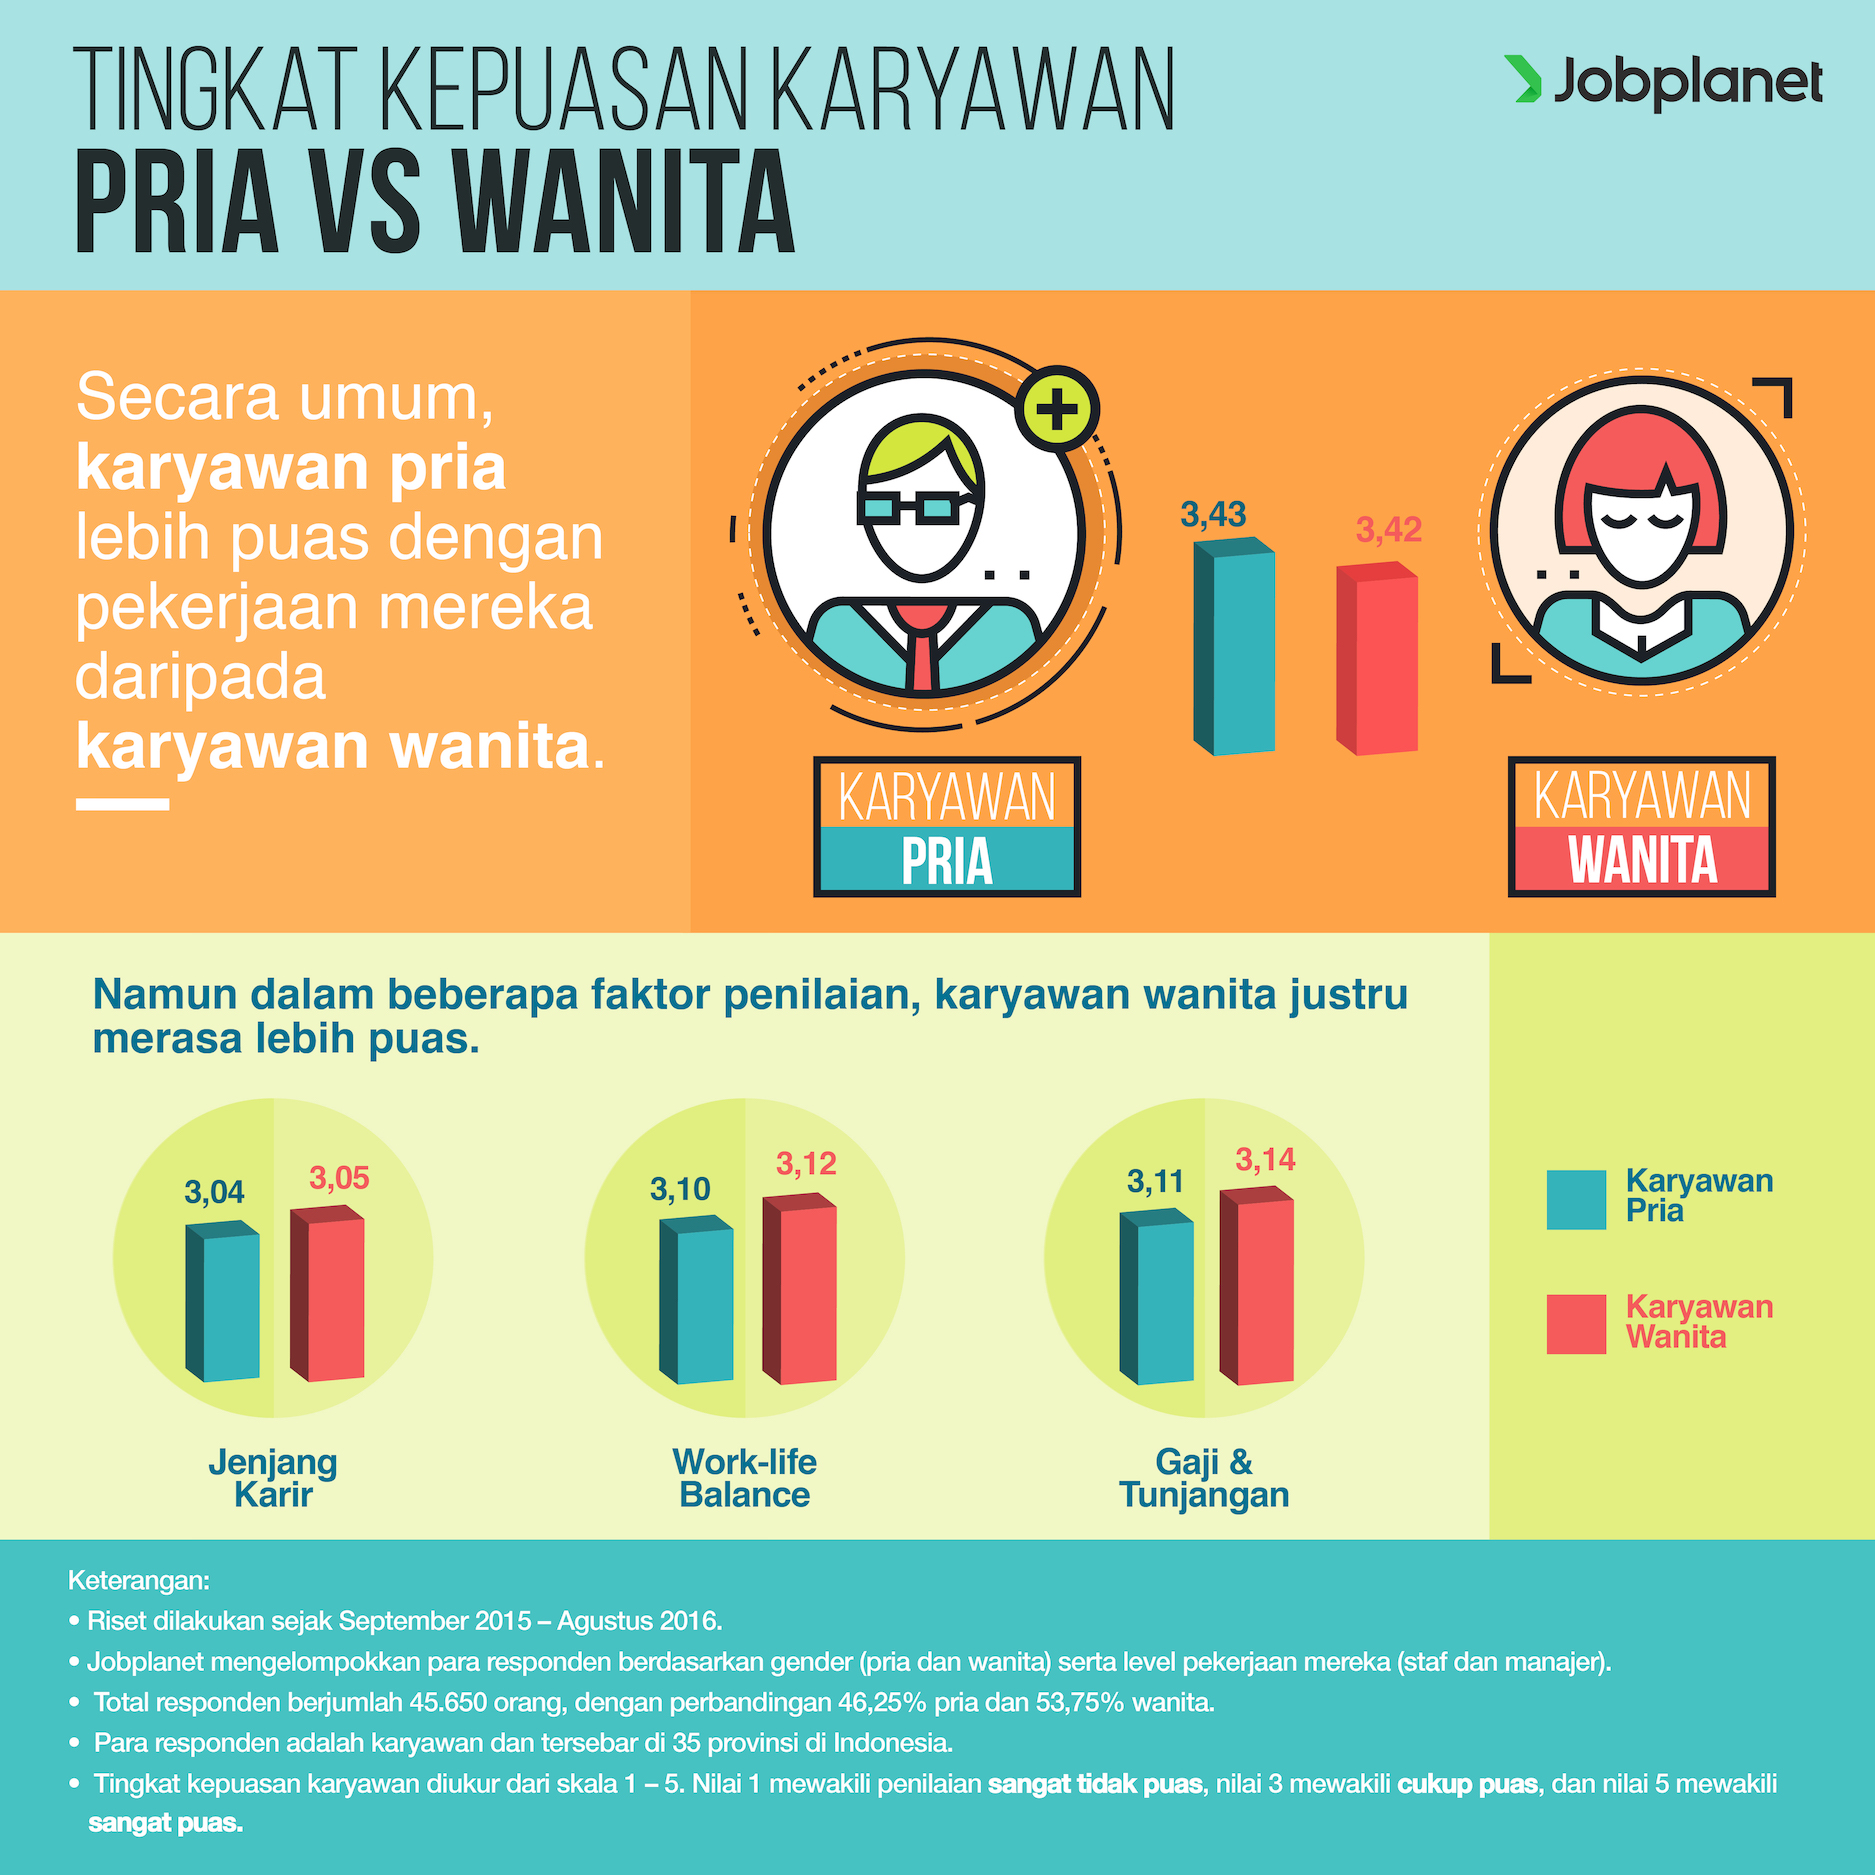 TINGKAT KEPUASAN KARYAWAN
PRIA VS WANITA
Jobplanet
Secara umum,
karyawan pria
lebih puas dengan
pekerjaan mereka
daripada
karyawan wanita.
3,43
3,42
KARYAWAN
PRIA
KARYAWAN
WANITA
Namun dalam beberapa faktor penilaian, karyawan wanita justru
merasa lebih puas.
3,04
3,05
Jenjang
Karir
3,10
3,12
Work-life
Balance
3,11
3,14
Gaji &
Tunjangan
Karyawan
Pria
Karyawan
Wanita
Keterangan:
• Riset dilakukan sejak September 2015 – Agustus 2016.
• Jobplanet mengelompokkan para responden berdasarkan gender (pria dan wanita) serta level pekerjaan mereka (staf dan manajer).
• Total responden berjumlah 45.650 orang, dengan perbandingan 46,25% pria dan 53,75% wanita.
• Para responden adalah karyawan dan tersebar di 35 provinsi di Indonesia.
• Tingkat kepuasan karyawan diukur dari skala 1 – 5. Nilai 1 mewakili penilaian sangat tidak puas, nilai 3 mewakili cukup puas, dan nilai 5 mewakili
sangat puas.